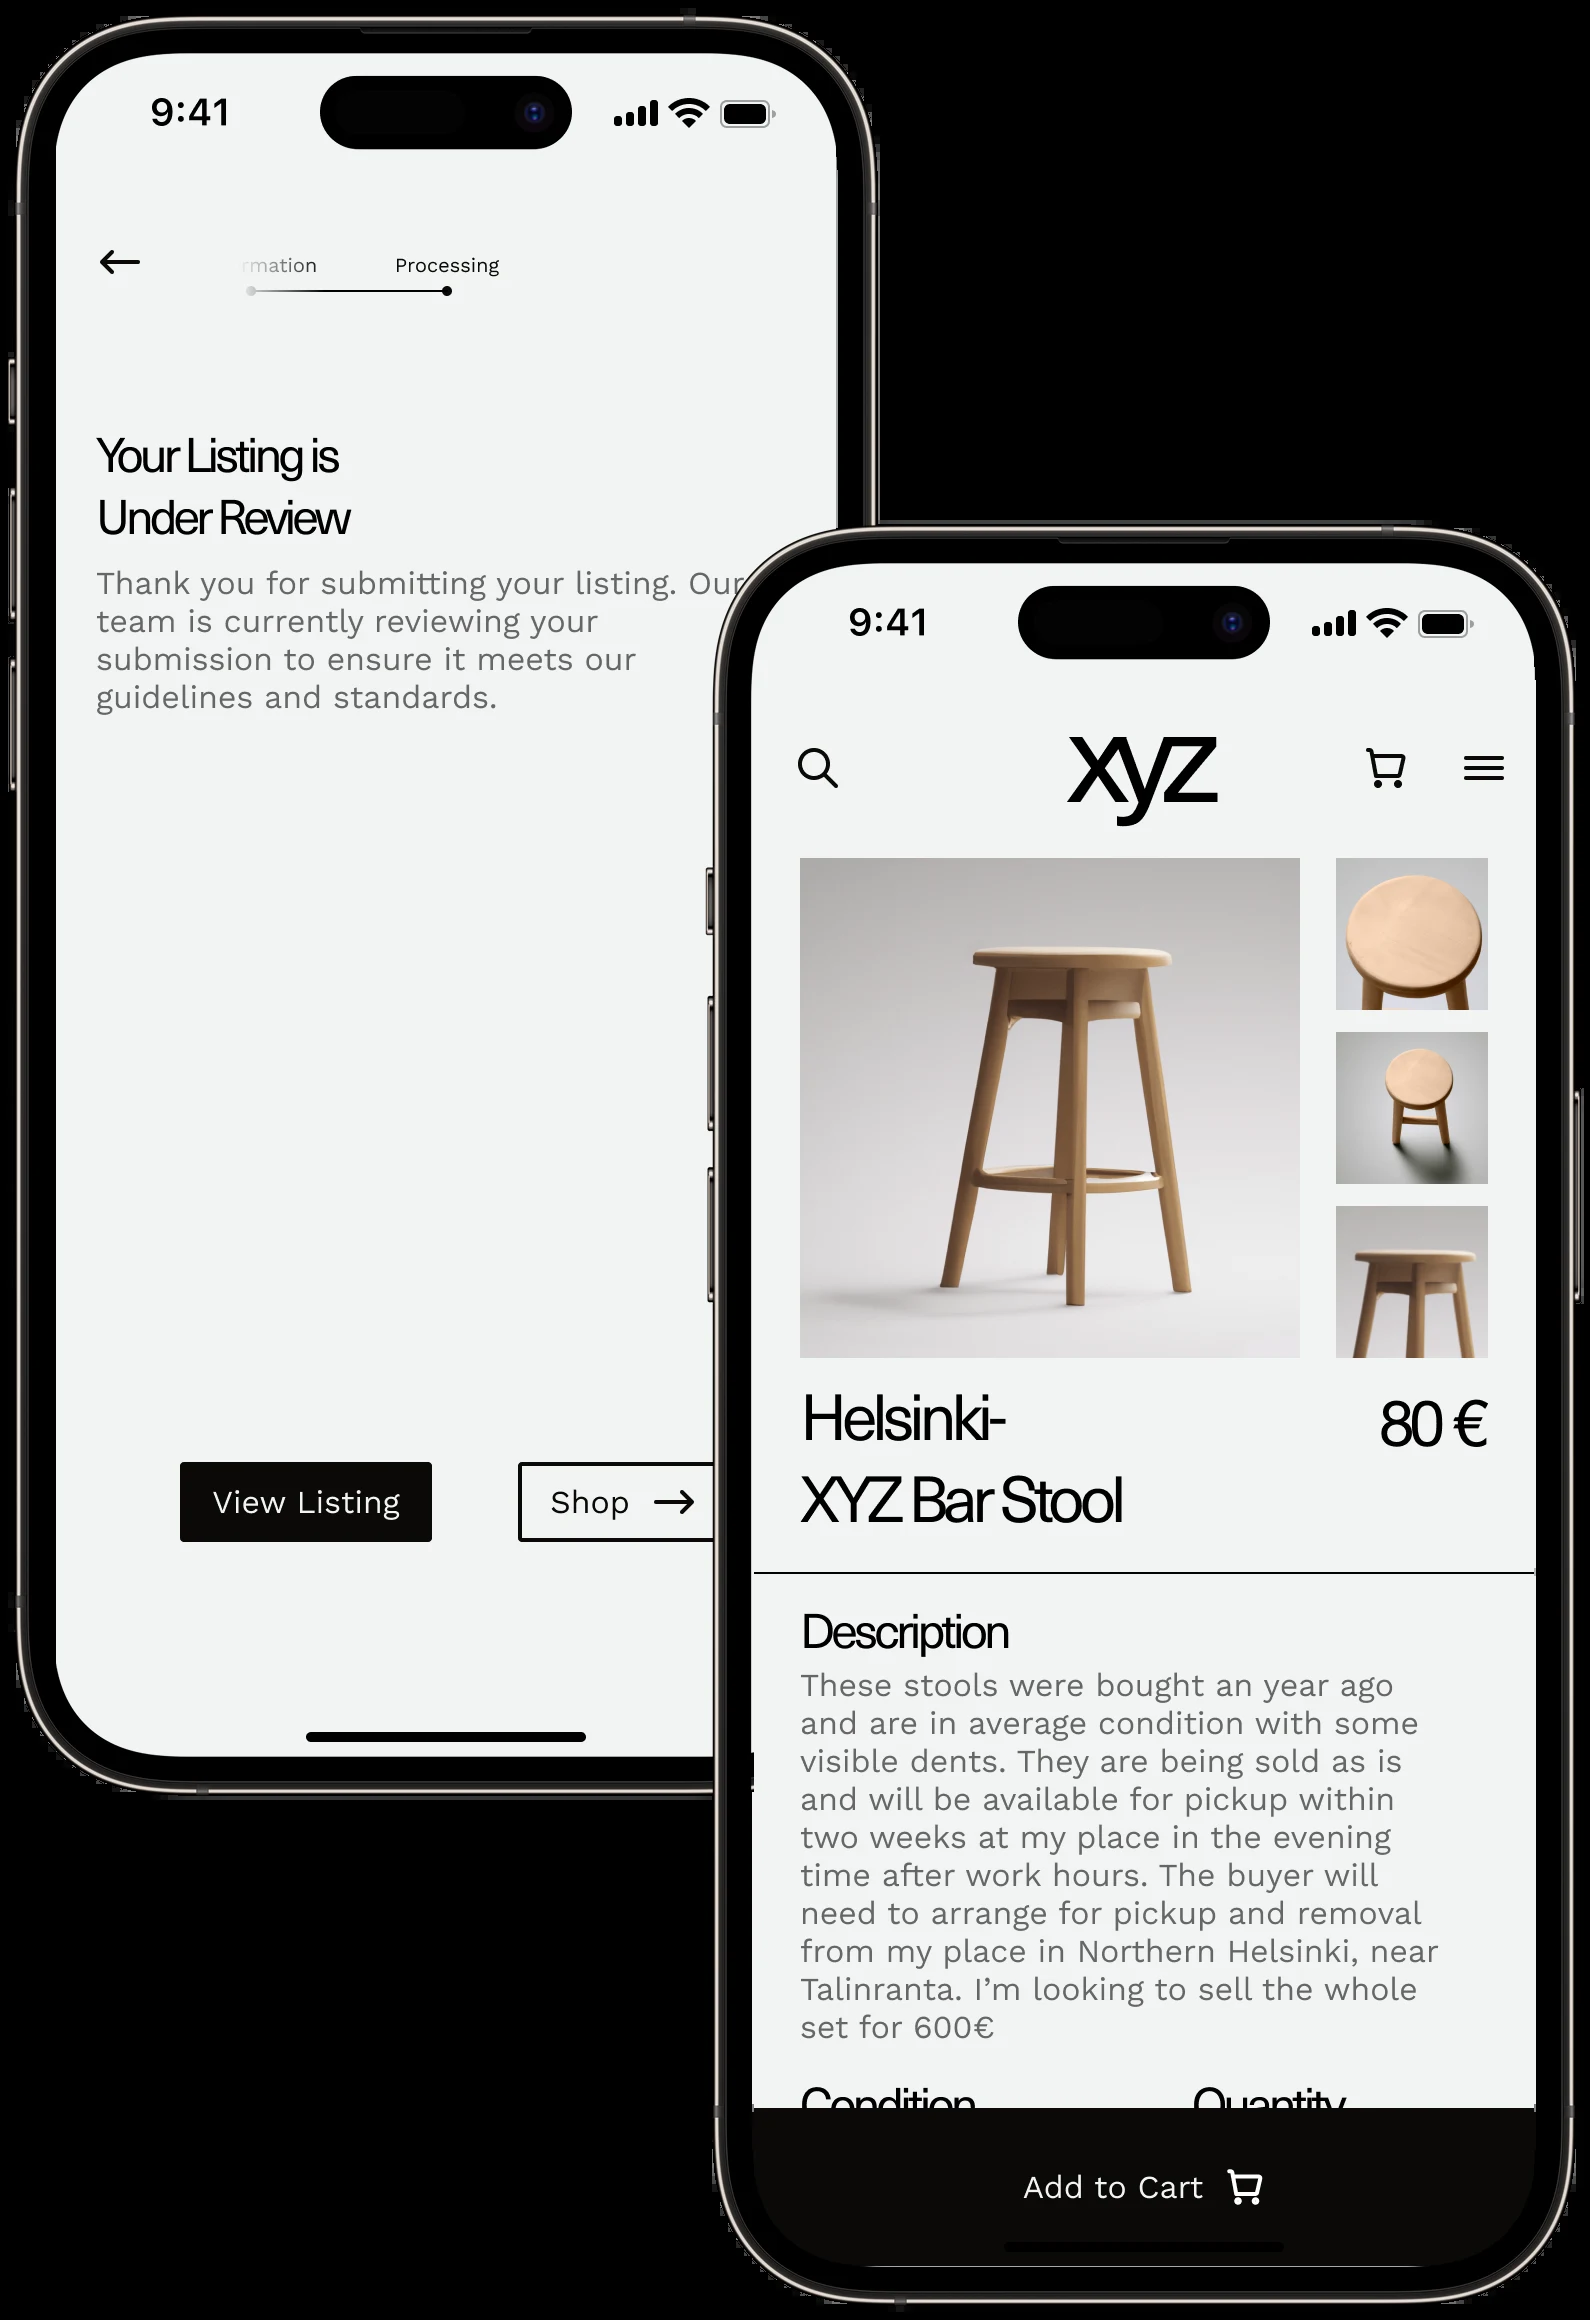 9:41
rmation Processing
Your Listing is
Under Review
Thank you for submitting your listing. Our
team is currently reviewing your
submission to ensure it meets our
guidelines and standards.
View Listing
Shop
9:41
xyz
Helsinki-
XYZ Bar Stool
80 €
Description
These stools were bought an year ago
and are in average condition with some
visible dents. They are being sold as is
and will be available for pickup within
two weeks at my place in the evening
time after work hours. The buyer will
need to arrange for pickup and removal
from my place in Northern Helsinki, near
Talinranta. I’m looking to sell the whole
set for 600€
Condition Quantity
Add to Cart